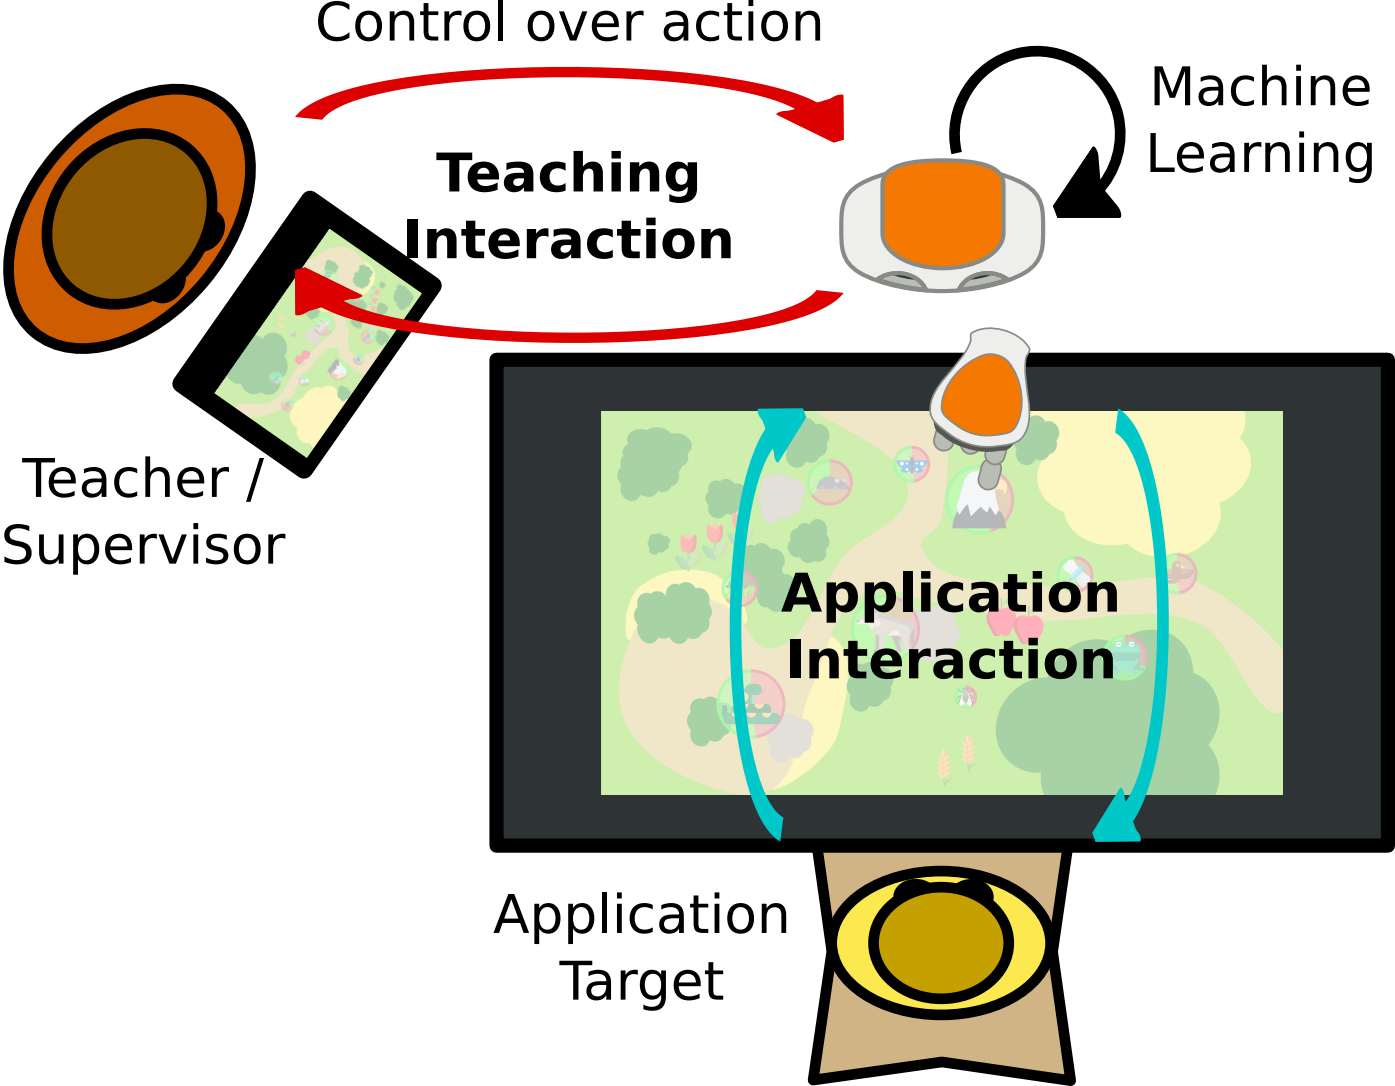 Control over action
Machine
Learning
Teaching
Interaction
Teacher /
Supervisor
Application
Interaction
Application
Target